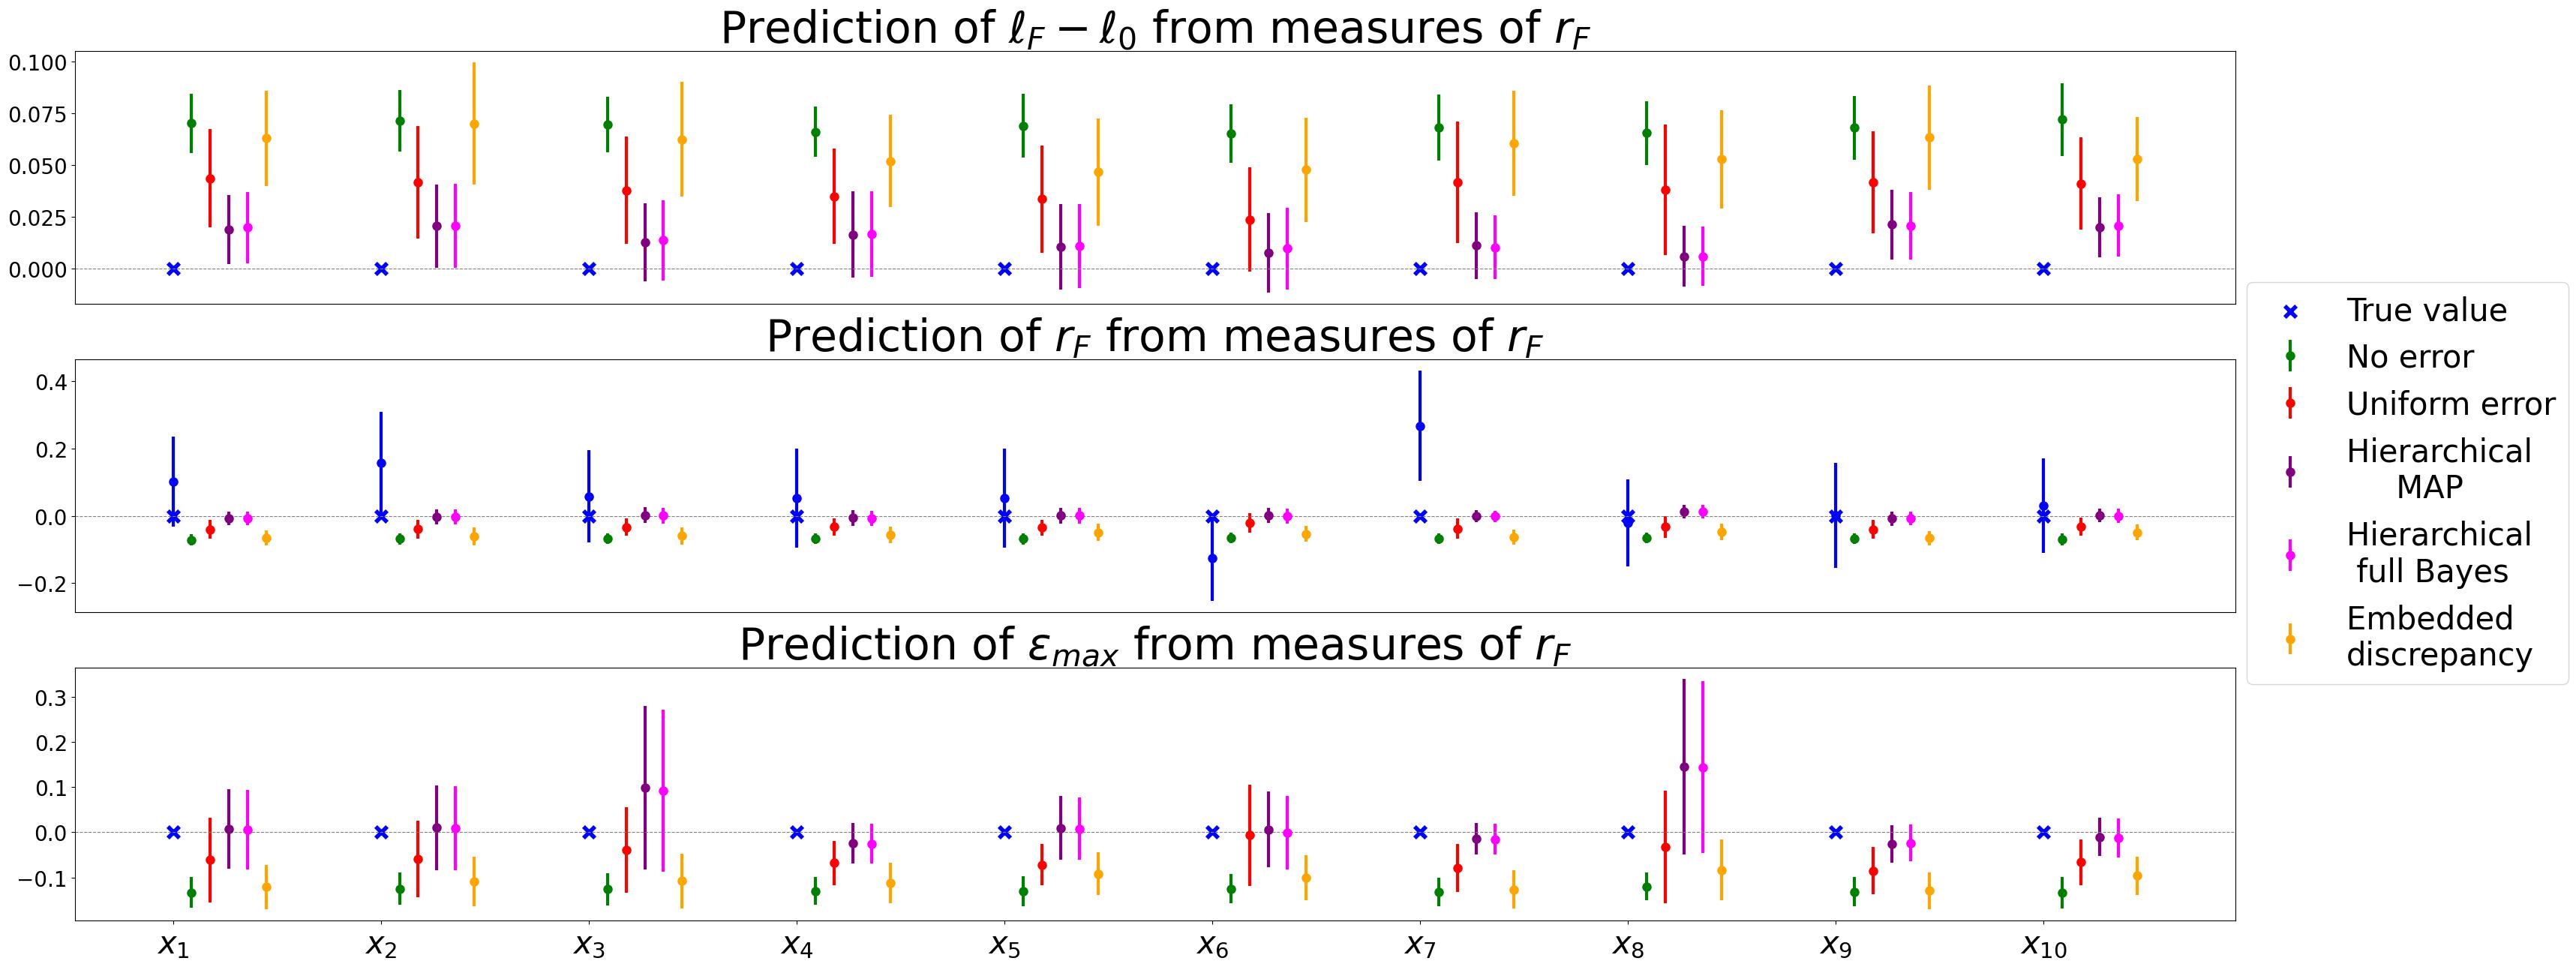 Prediction of ℓ_F − ℓ_0 from measures of r_F
0.100
0.075
0.050
0.025
0.000
Prediction of r_F from measures of r_F
0.4
0.2
0.0
−0.2
Prediction of ε_max from measures of r_F
0.3
0.2
0.1
0.0
−0.1
x_1 x_2 x_3 x_4 x_5 x_6 x_7 x_8 x_9 x_10
True value
No error
Uniform error
Hierarchical
MAP
Hierarchical
full Bayes
Embedded
discrepancy